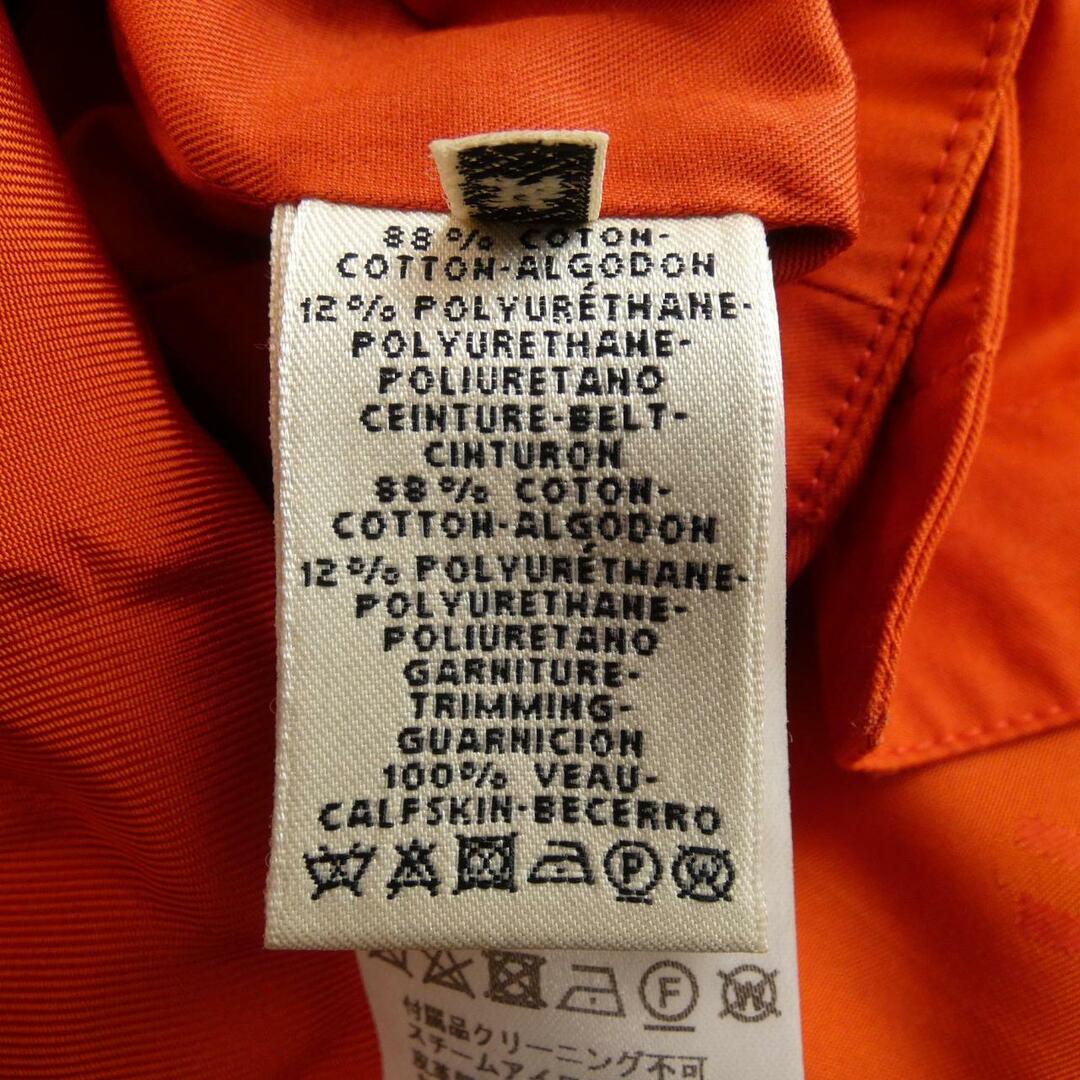 88% COTON-
COTTON-ALGODON
12% POLYURÉTHANE-
POLYURETHANE-
POLIURETANO
CEINTURE-BELT-
CINTURON
88% COTON-
COTTON-ALGODON
12% POLYURÉTHANE-
POLYURETHANE-
POLIURETANO
GARNITURE-
TRIMMING-
GUARNICION
100% VEAU-
CALFSKIN-BECERRO
P W
F W
付属品クリーニング不可
スチームアイロ